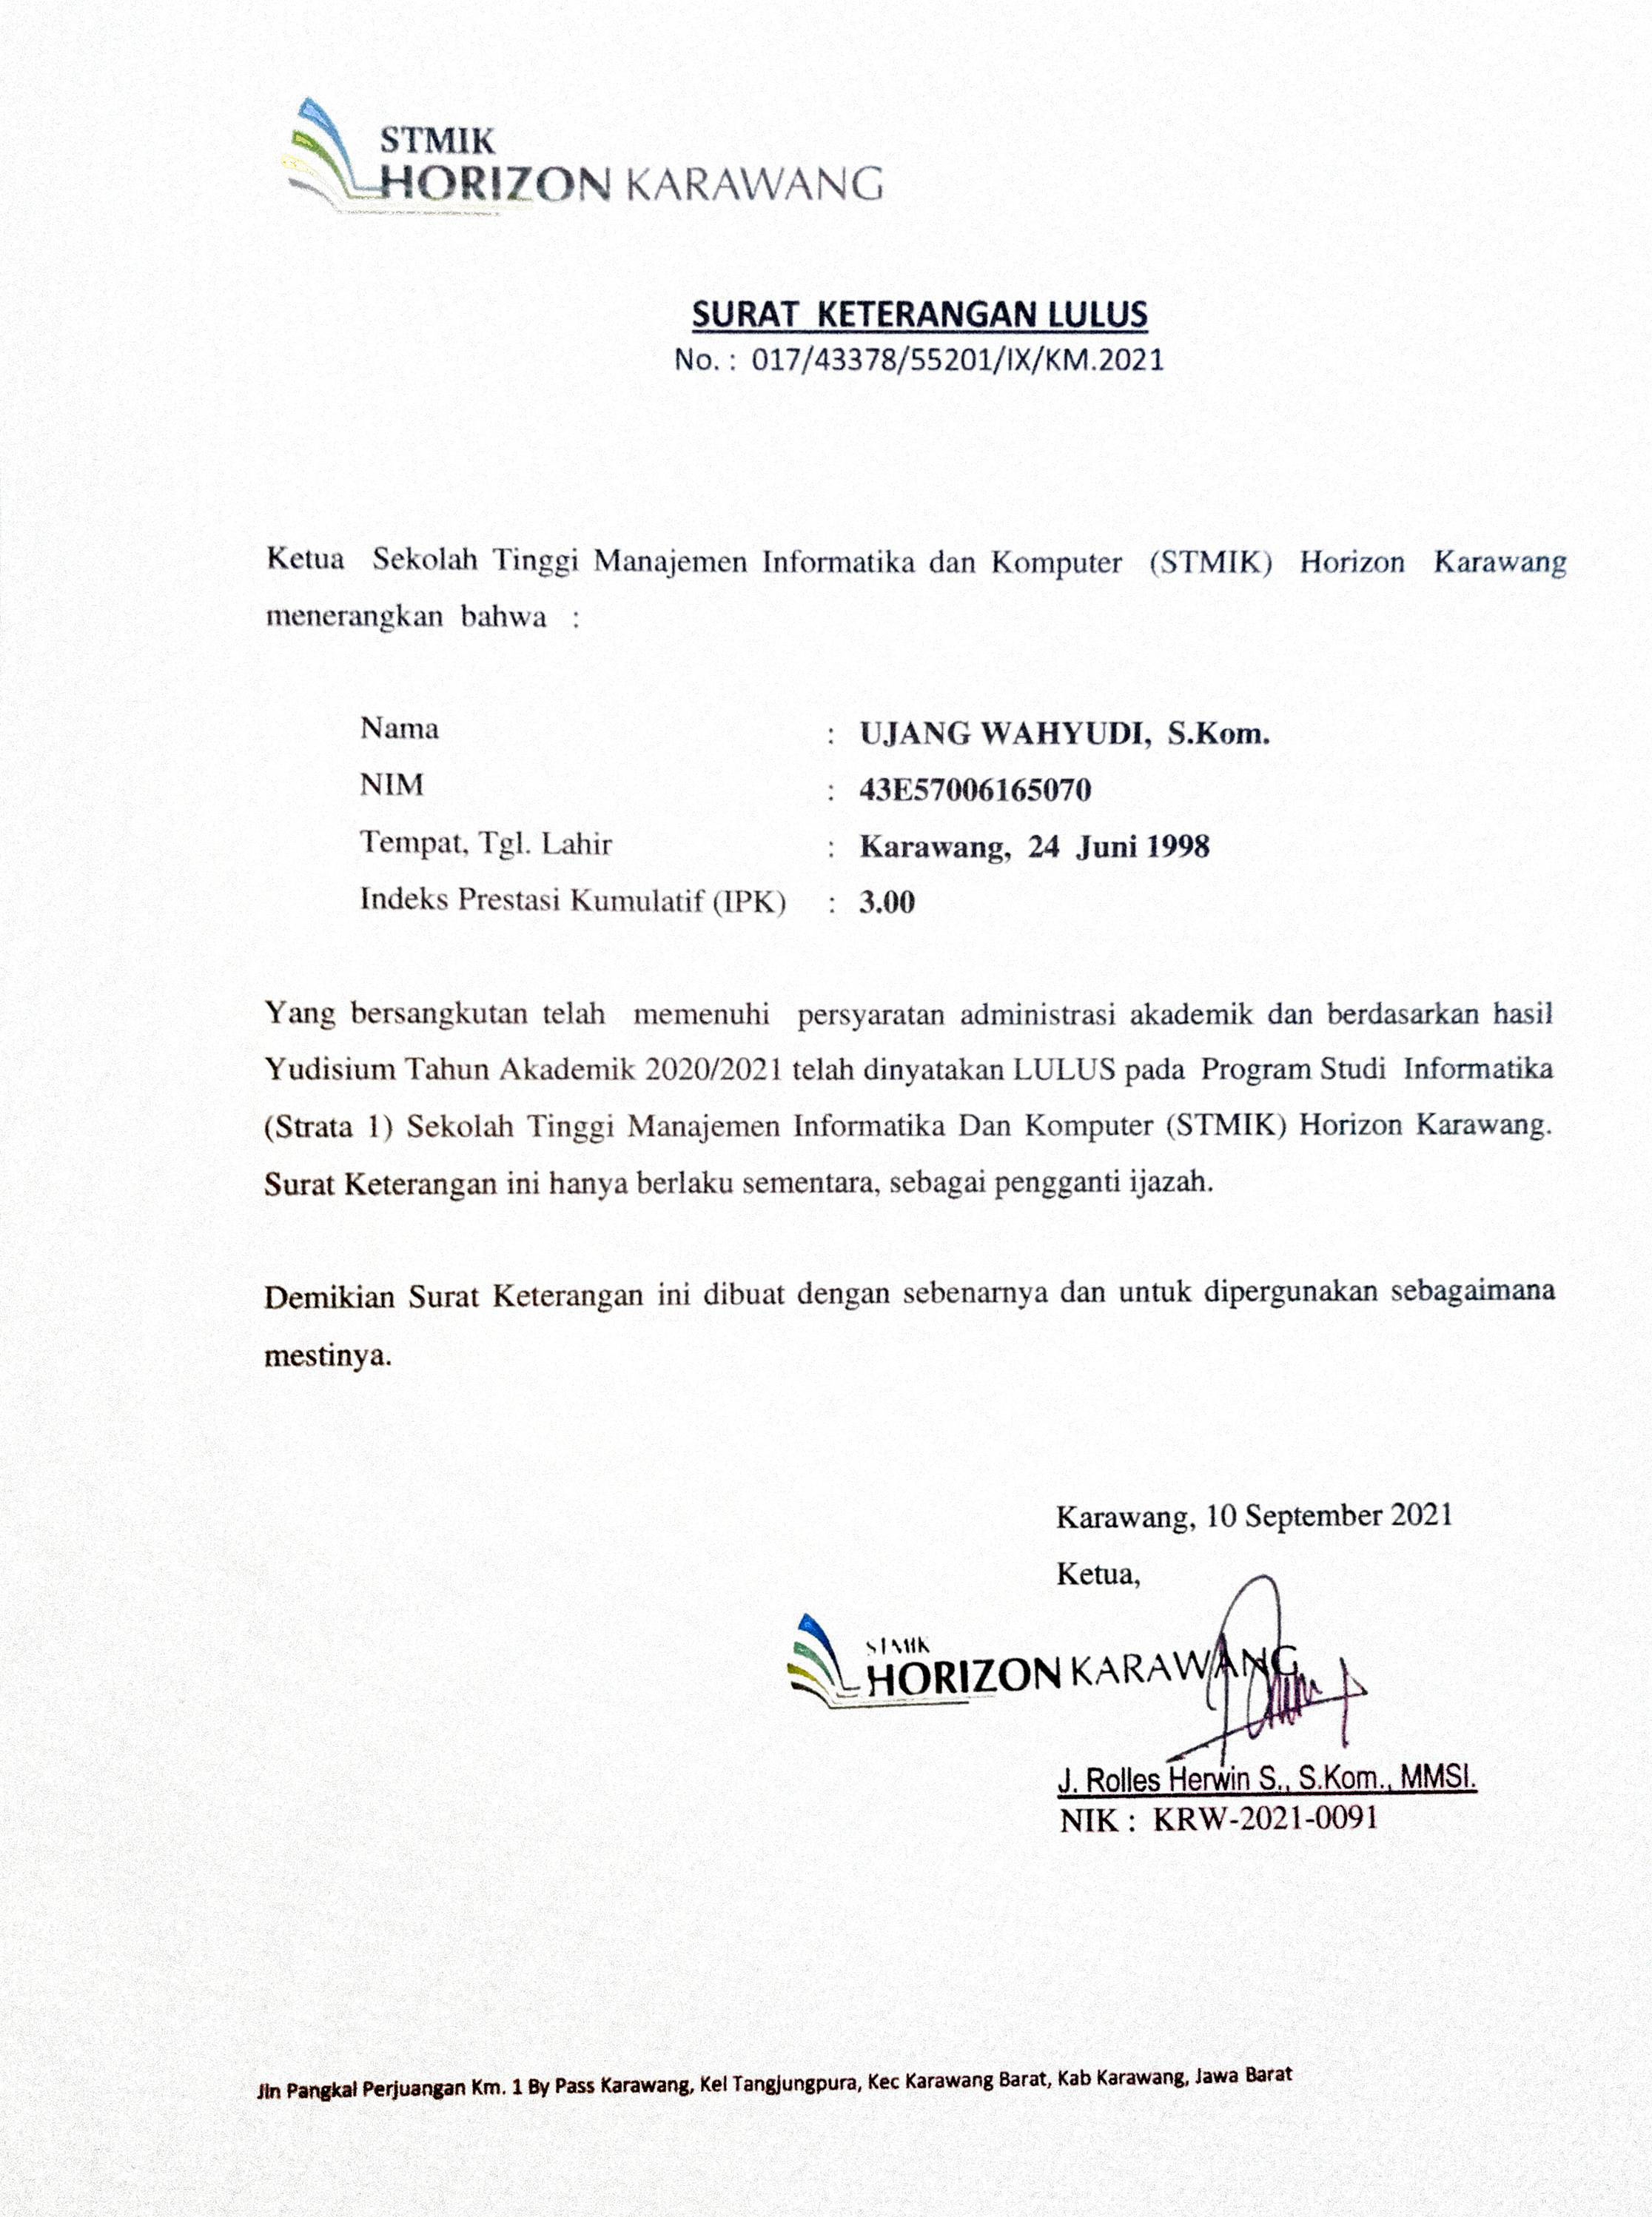 STMIK
HORIZON KARAWANG
SURAT KETERANGAN LULUS
No. : 017/43378/55201/IX/KM.2021
Ketua Sekolah Tinggi Manajemen Informatika dan Komputer (STMIK) Horizon Karawang
menerangkan bahwa :
Nama : UJANG WAHYUDI, S.Kom.
NIM : 43E57006165070
Tempat, Tgl. Lahir : Karawang, 24 Juni 1998
Indeks Prestasi Kumulatif (IPK) : 3.00
Yang bersangkutan telah memenuhi persyaratan administrasi akademik dan berdasarkan hasil
Yudisium Tahun Akademik 2020/2021 telah dinyatakan LULUS pada Program Studi Informatika
(Strata 1) Sekolah Tinggi Manajemen Informatika Dan Komputer (STMIK) Horizon Karawang.
Surat Keterangan ini hanya berlaku sementara, sebagai pengganti ijazah.
Demikian Surat Keterangan ini dibuat dengan sebenarnya dan untuk dipergunakan sebagaimana
mestinya.
Karawang, 10 September 2021
Ketua,
STMIK
HORIZON KARAWANG
J. Rolles Herwin S., S.Kom., MMSI.
NIK : KRW-2021-0091
Jln Pangkal Perjuangan Km. 1 By Pass Karawang, Kel Tangjungpura, Kec Karawang Barat, Kab Karawang, Jawa Barat